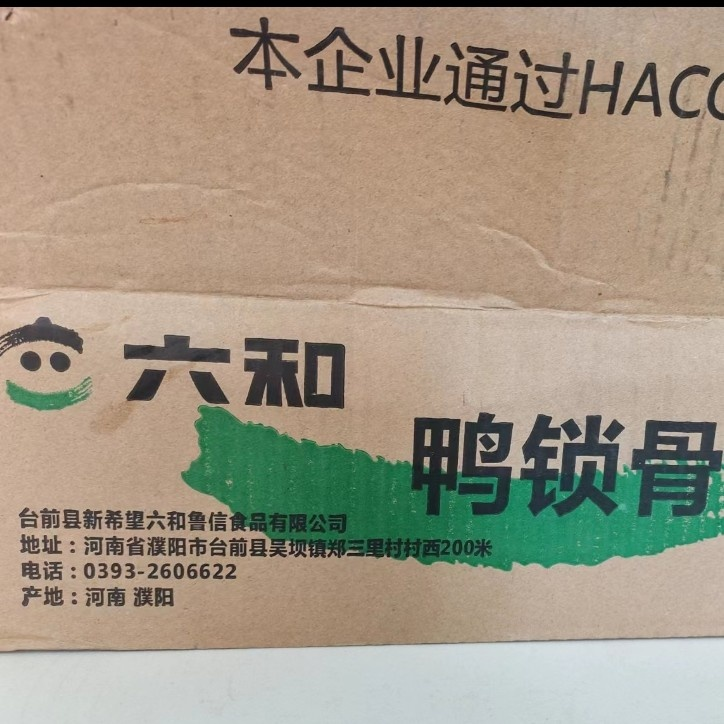 本企业通过HACC
六和
鸭锁骨
台前县新希望六和鲁信食品有限公司
地址：河南省濮阳市台前县吴坝镇郑三里村村西200米
电话：0393-2606622
产地：河南 濮阳